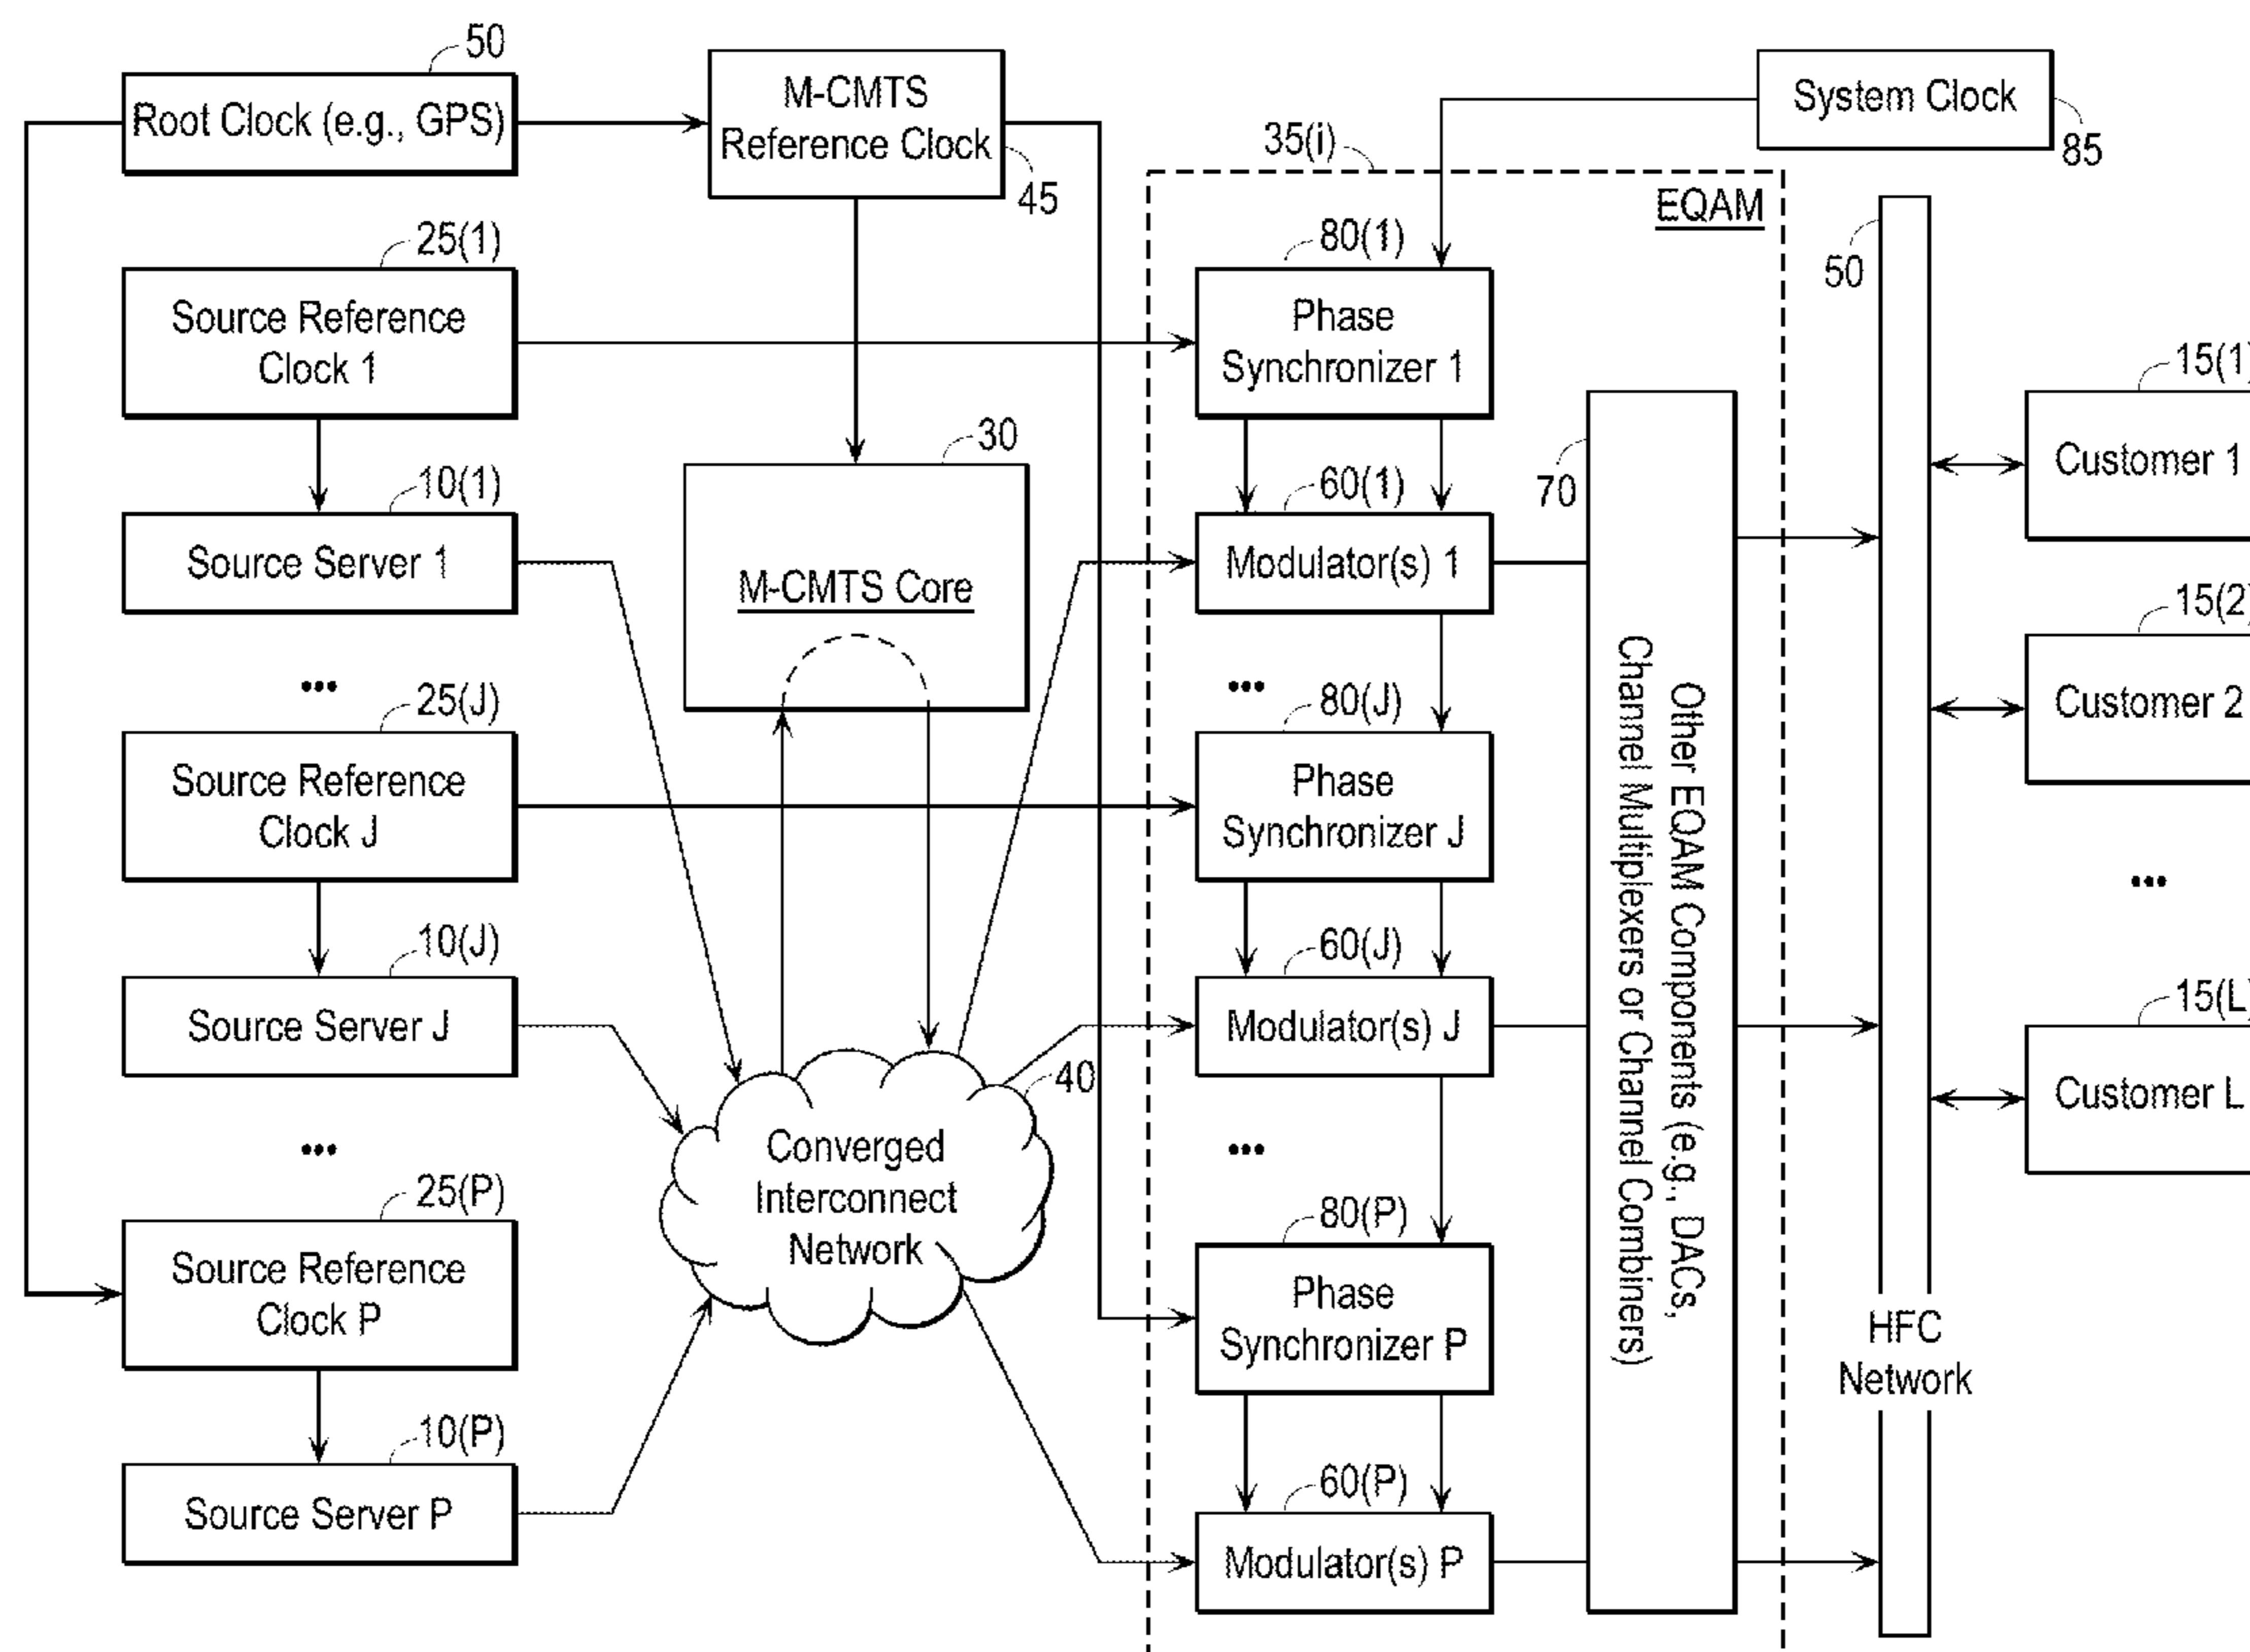 50
Root Clock (e.g., GPS)
M-CMTS
Reference Clock
45
System Clock
85
35(i)
EQAM
25(1)
Source Reference
Clock 1
80(1)
Phase
Synchronizer 1
50
15(1)
Customer 1
30
M-CMTS Core
10(1)
Source Server 1
60(1)
Modulator(s) 1
70
Other EQAM Components (e.g., DACs,
Channel Multiplexers or Channel Combiners)
15(2)
Customer 2
...
25(J)
Source Reference
Clock J
...
80(J)
Phase
Synchronizer J
...
10(J)
Source Server J
60(J)
Modulator(s) J
15(L)
Customer L
40
Converged
Interconnect
Network
...
25(P)
Source Reference
Clock P
...
80(P)
Phase
Synchronizer P
HFC
Network
10(P)
Source Server P
60(P)
Modulator(s) P